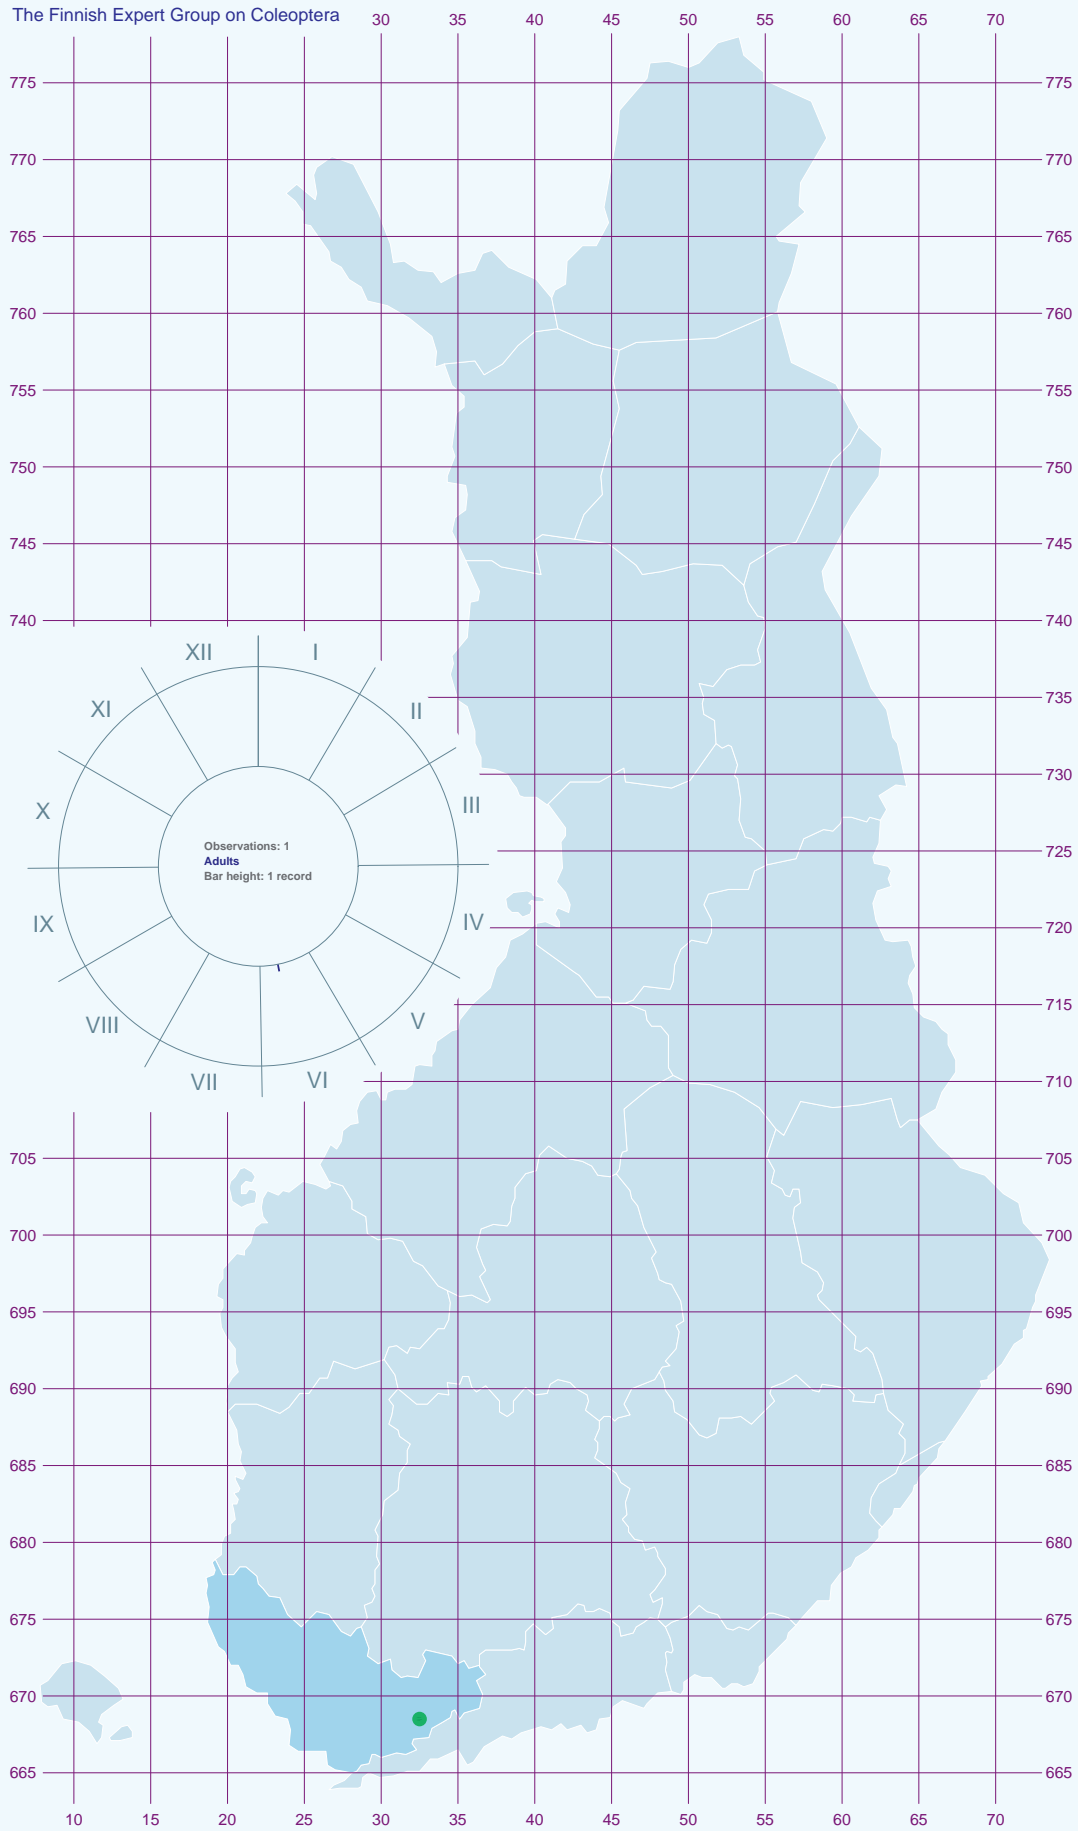 The Finnish Expert Group on Coleoptera
30 35 40 45 50 55 60 65 70
775 775
770 770
765 765
760 760
755 755
750 750
745 745
740 740
XII I
XI II
735
730
X III
725
Observations: 1
Adults
Bar height: 1 record
IX IV
720
715
VIII V
VII VI
710
705 705
700 700
695 695
690 690
685 685
680 680
675 675
670 670
665 665
10 15 20 25 30 35 40 45 50 55 60 65 70